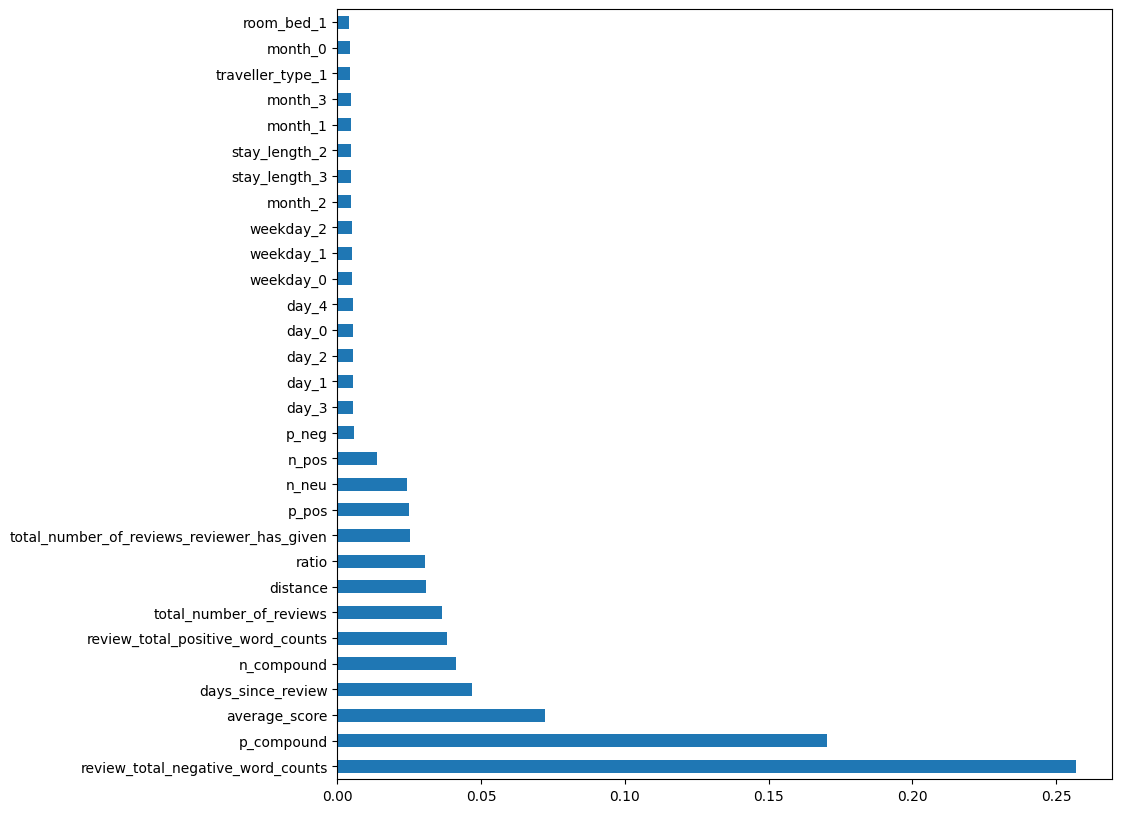 room_bed_1
month_0
traveller_type_1
month_3
month_1
stay_length_2
stay_length_3
month_2
weekday_2
weekday_1
weekday_0
day_4
day_0
day_2
day_1
day_3
p_neg
n_pos
n_neu
p_pos
total_number_of_reviews_reviewer_has_given
ratio
distance
total_number_of_reviews
review_total_positive_word_counts
n_compound
days_since_review
average_score
p_compound
review_total_negative_word_counts
0.00 0.05 0.10 0.15 0.20 0.25